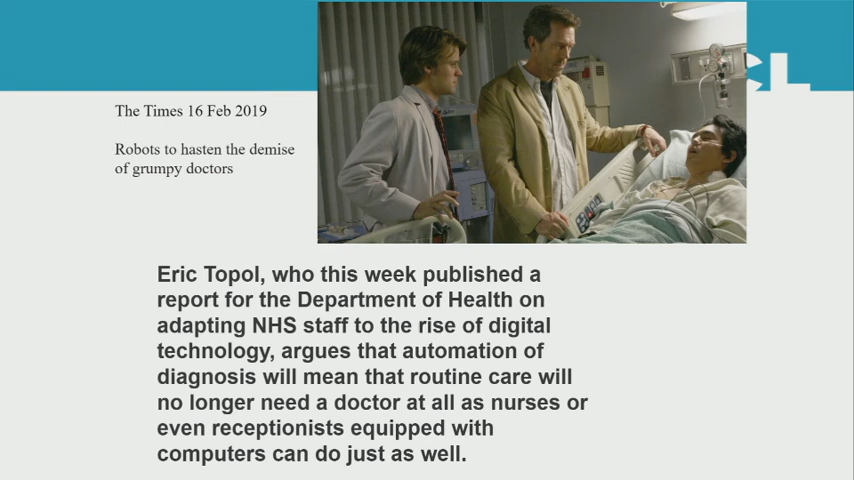 CL
The Times 16 Feb 2019
Robots to hasten the demise
of grumpy doctors
Eric Topol, who this week published a
report for the Department of Health on
adapting NHS staff to the rise of digital
technology, argues that automation of
diagnosis will mean that routine care will
no longer need a doctor at all as nurses or
even receptionists equipped with
computers can do just as well.